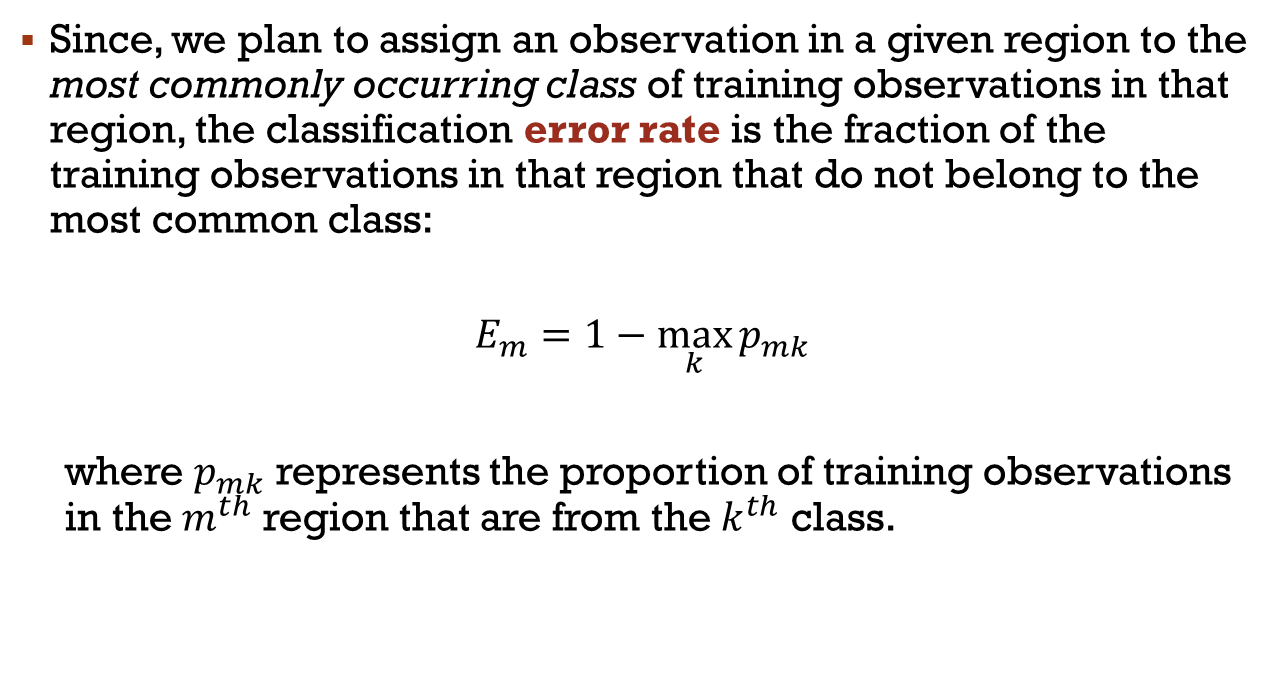 ▪ Since, we plan to assign an observation in a given region to the
most commonly occurring class of training observations in that
region, the classification error rate is the fraction of the
training observations in that region that do not belong to the
most common class:
E_m = 1 − max_k p_mk
where p_mk represents the proportion of training observations
in the m^th region that are from the k^th class.